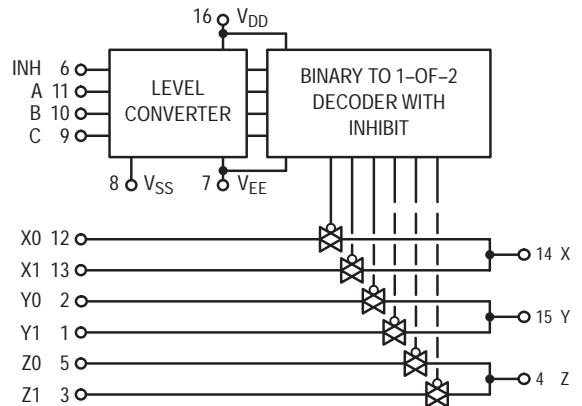 16 VDD
INH 6
A 11
B 10
C 9
LEVEL
CONVERTER
BINARY TO 1–OF–2
DECODER WITH
INHIBIT
8 VSS
7 VEE
X0 12
X1 13
14 X
Y0 2
Y1 1
15 Y
Z0 5
Z1 3
4 Z